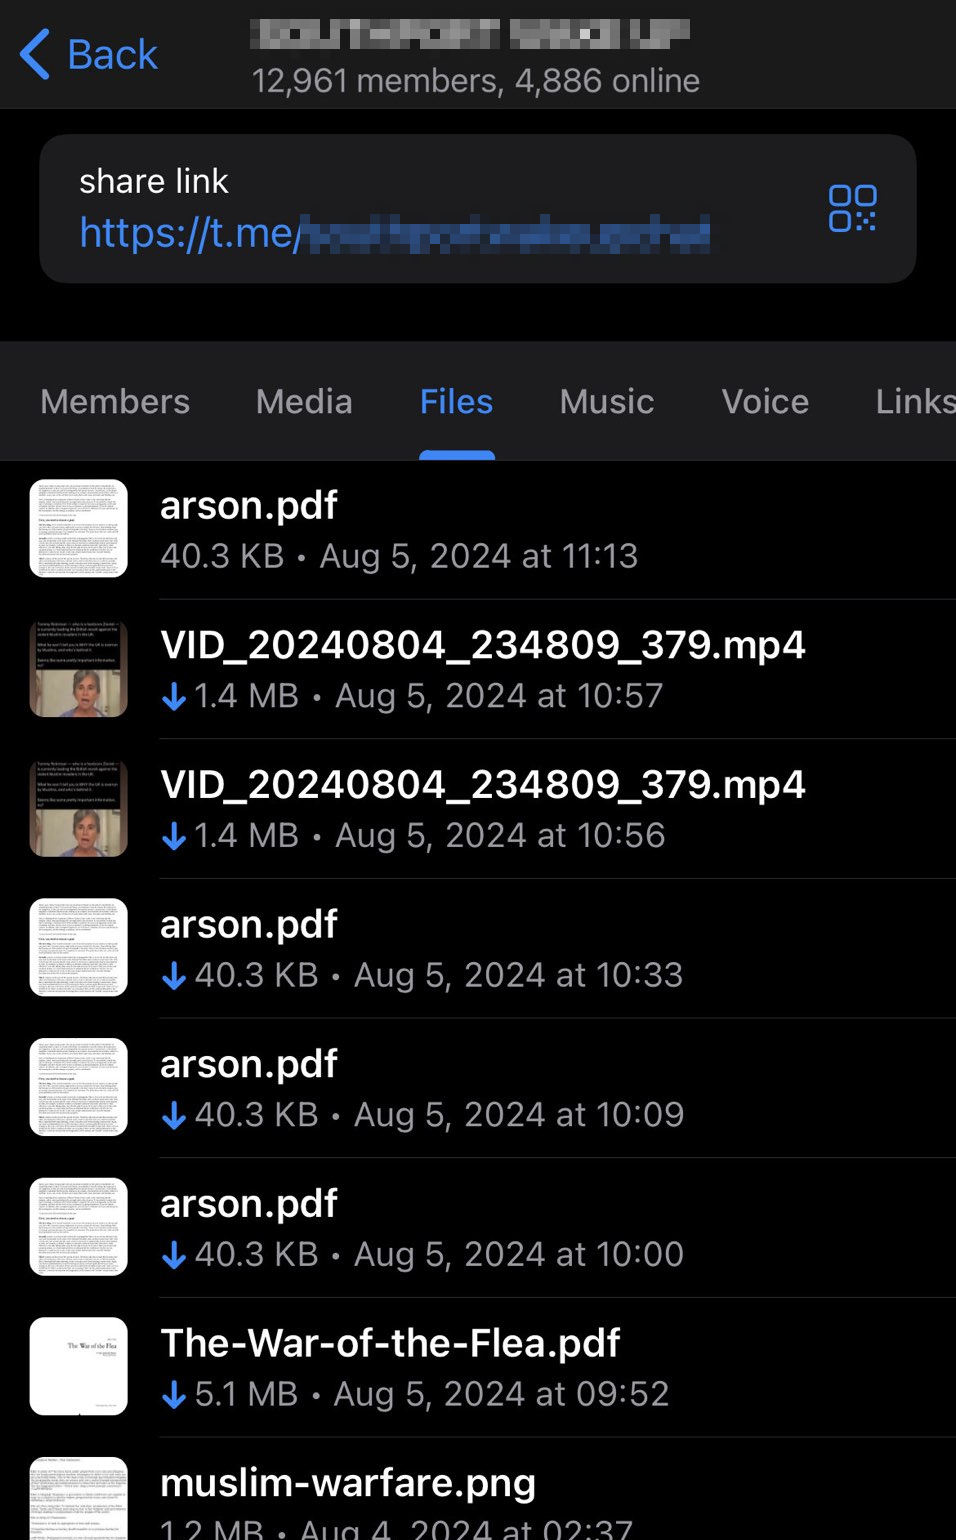 Back
12,961 members, 4,886 online
share link
https://t.me/
Members Media Files Music Voice Links
arson.pdf
40.3 KB • Aug 5, 2024 at 11:13
VID_20240804_234809_379.mp4
1.4 MB • Aug 5, 2024 at 10:57
VID_20240804_234809_379.mp4
1.4 MB • Aug 5, 2024 at 10:56
arson.pdf
40.3 KB • Aug 5, 2024 at 10:33
arson.pdf
40.3 KB • Aug 5, 2024 at 10:09
arson.pdf
40.3 KB • Aug 5, 2024 at 10:00
The War of the Flea
The-War-of-the-Flea.pdf
5.1 MB • Aug 5, 2024 at 09:52
muslim-warfare.png
1.2 MB • Aug 4, 2024 at 02:37